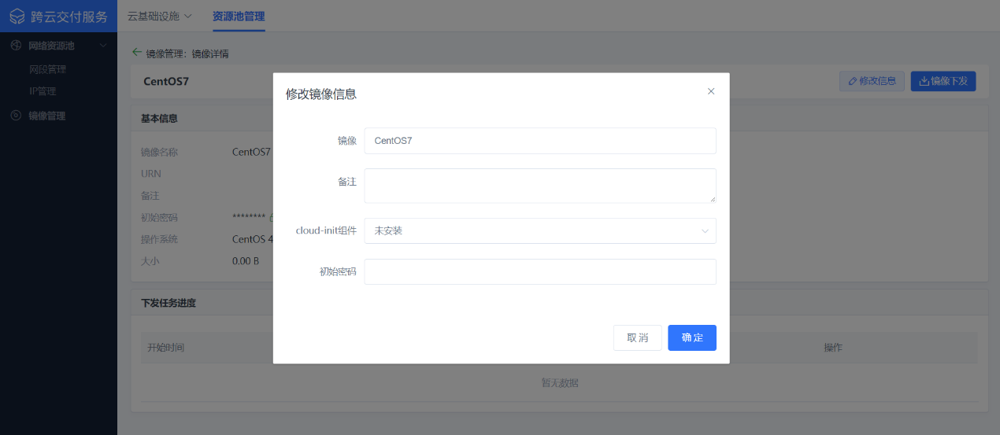 跨云交付服务 云基础设施 资源池管理
网络资源池
网段管理
IP管理
镜像管理
镜像管理：镜像详情
CentOS7 修改信息 镜像下发
基本信息
镜像名称 CentOS7
URN
备注
初始密码 ********
操作系统 CentOS 4
大小 0.00 B
下发任务进度
开始时间 操作
暂无数据
修改镜像信息
镜像 CentOS7
备注
cloud-init组件 未安装
初始密码
取 消 确 定